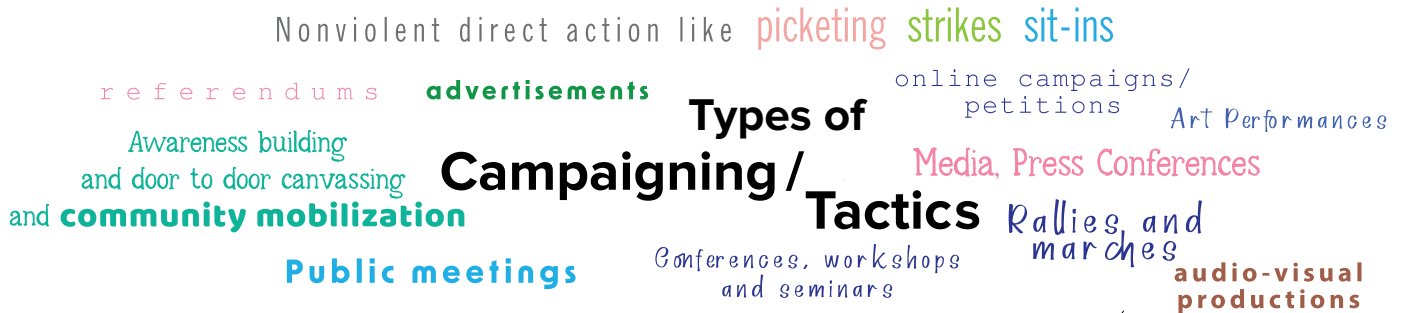 Nonviolent direct action like picketing strikes sit-ins
referendums
advertisements
online campaigns/
petitions
Art Performances
Types of
Campaigning /
Tactics
Awareness building
and door to door canvassing
and community mobilization
Media, Press Conferences
Rallies and
marches
Public meetings
Conferences, workshops
and seminars
audio-visual
productions